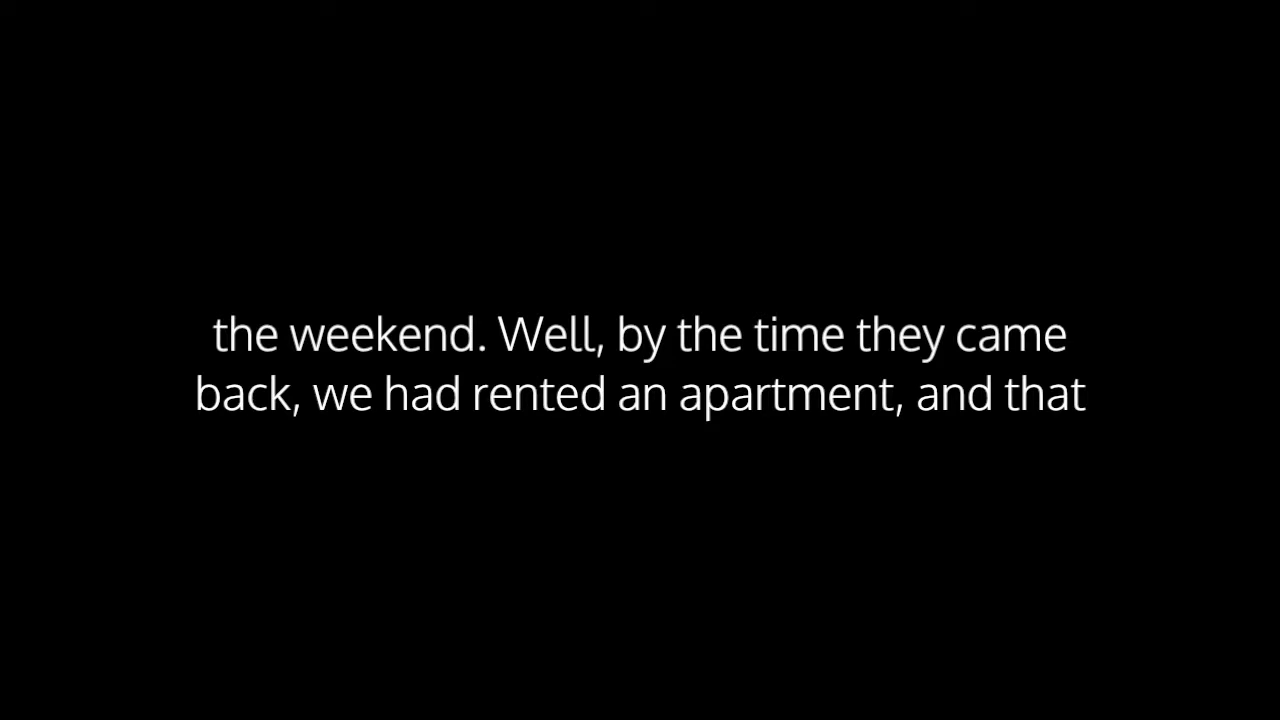 the weekend. Well, by the time they came
back, we had rented an apartment, and that